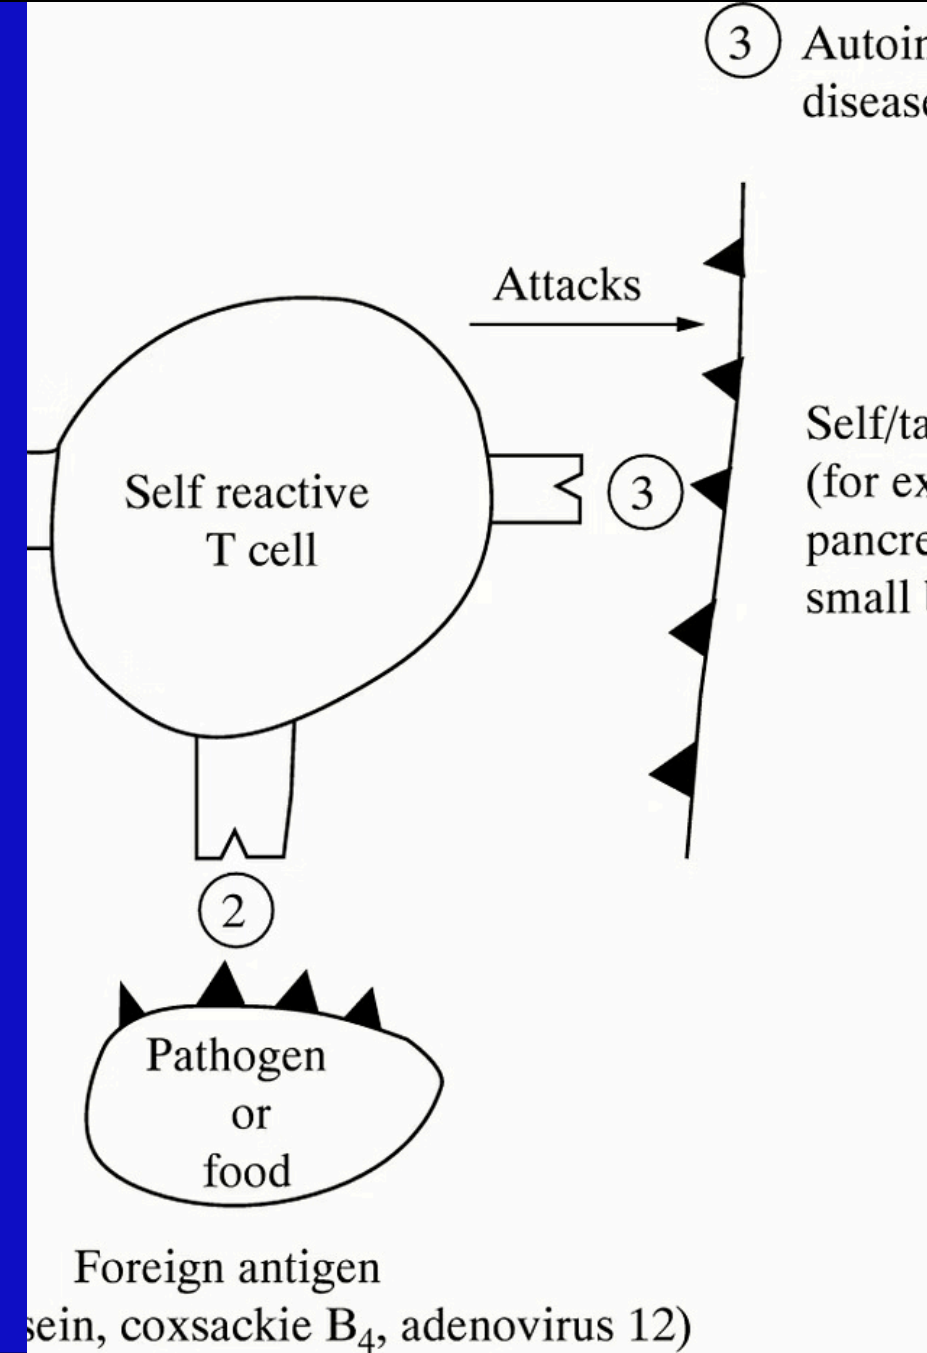 3 Autoin
disease
Attacks
Self reactive
T cell
3
Self/ta
(for ex
pancre
small b
2
Pathogen
or
food
Foreign antigen
sein, coxsackie B₄, adenovirus 12)